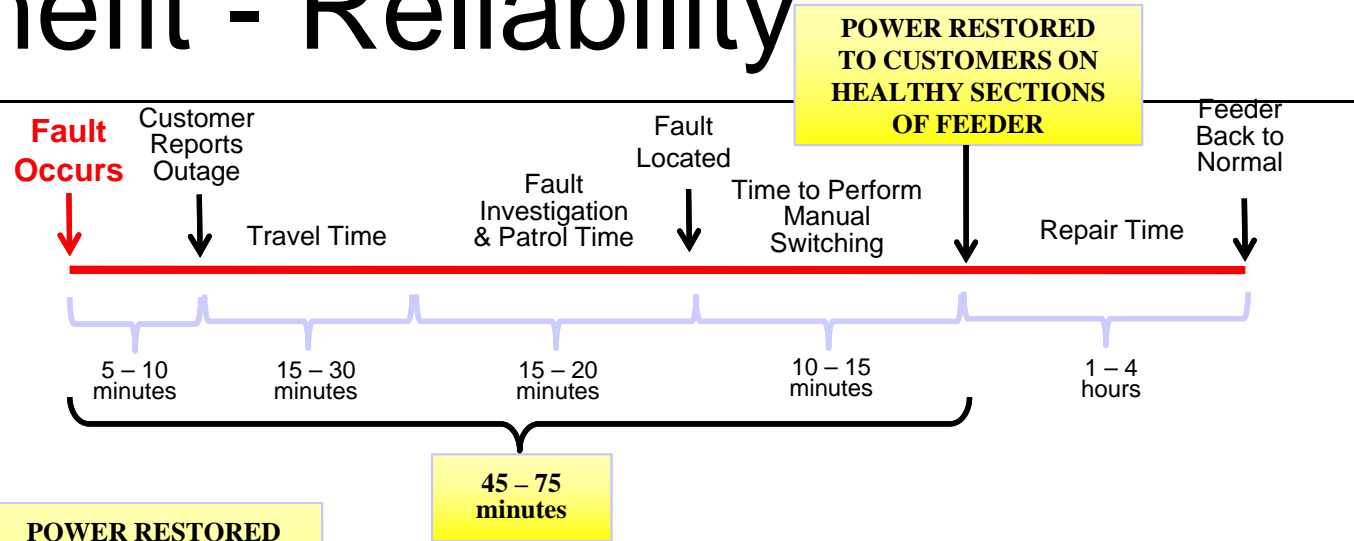 - Reliability
POWER RESTORED
TO CUSTOMERS ON
HEALTHY SECTIONS
OF FEEDER
Fault
Occurs
Customer
Reports
Outage
Travel Time
Fault
Investigation
& Patrol Time
Fault
Located
Time to Perform
Manual
Switching
Repair Time
Feeder
Back to
Normal
5 – 10
minutes
15 – 30
minutes
15 – 20
minutes
10 – 15
minutes
1 – 4
hours
45 – 75
minutes
POWER RESTORED